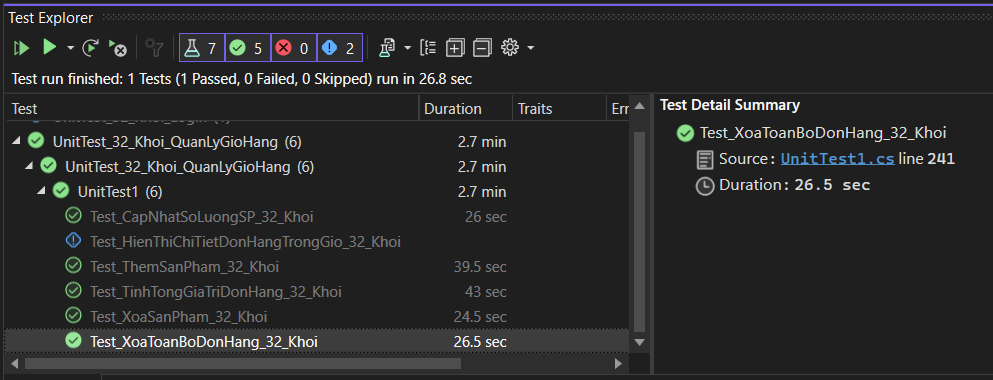 Test Explorer
7 5 0 2
Test run finished: 1 Tests (1 Passed, 0 Failed, 0 Skipped) run in 26.8 sec
Test Duration Traits Err
UnitTest_32_Khoi_QuanLyGioHang (6) 2.7 min
UnitTest_32_Khoi_QuanLyGioHang (6) 2.7 min
UnitTest1 (6) 2.7 min
Test_CapNhatSoLuongSP_32_Khoi 26 sec
Test_HienThiChiTietDonHangTrongGio_32_Khoi
Test_ThemSanPham_32_Khoi 39.5 sec
Test_TinhTongGiaTriDonHang_32_Khoi 43 sec
Test_XoaSanPham_32_Khoi 24.5 sec
Test_XoaToanBoDonHang_32_Khoi 26.5 sec
Test Detail Summary
Test_XoaToanBoDonHang_32_Khoi
Source: UnitTest1.cs line 241
Duration: 26.5 sec